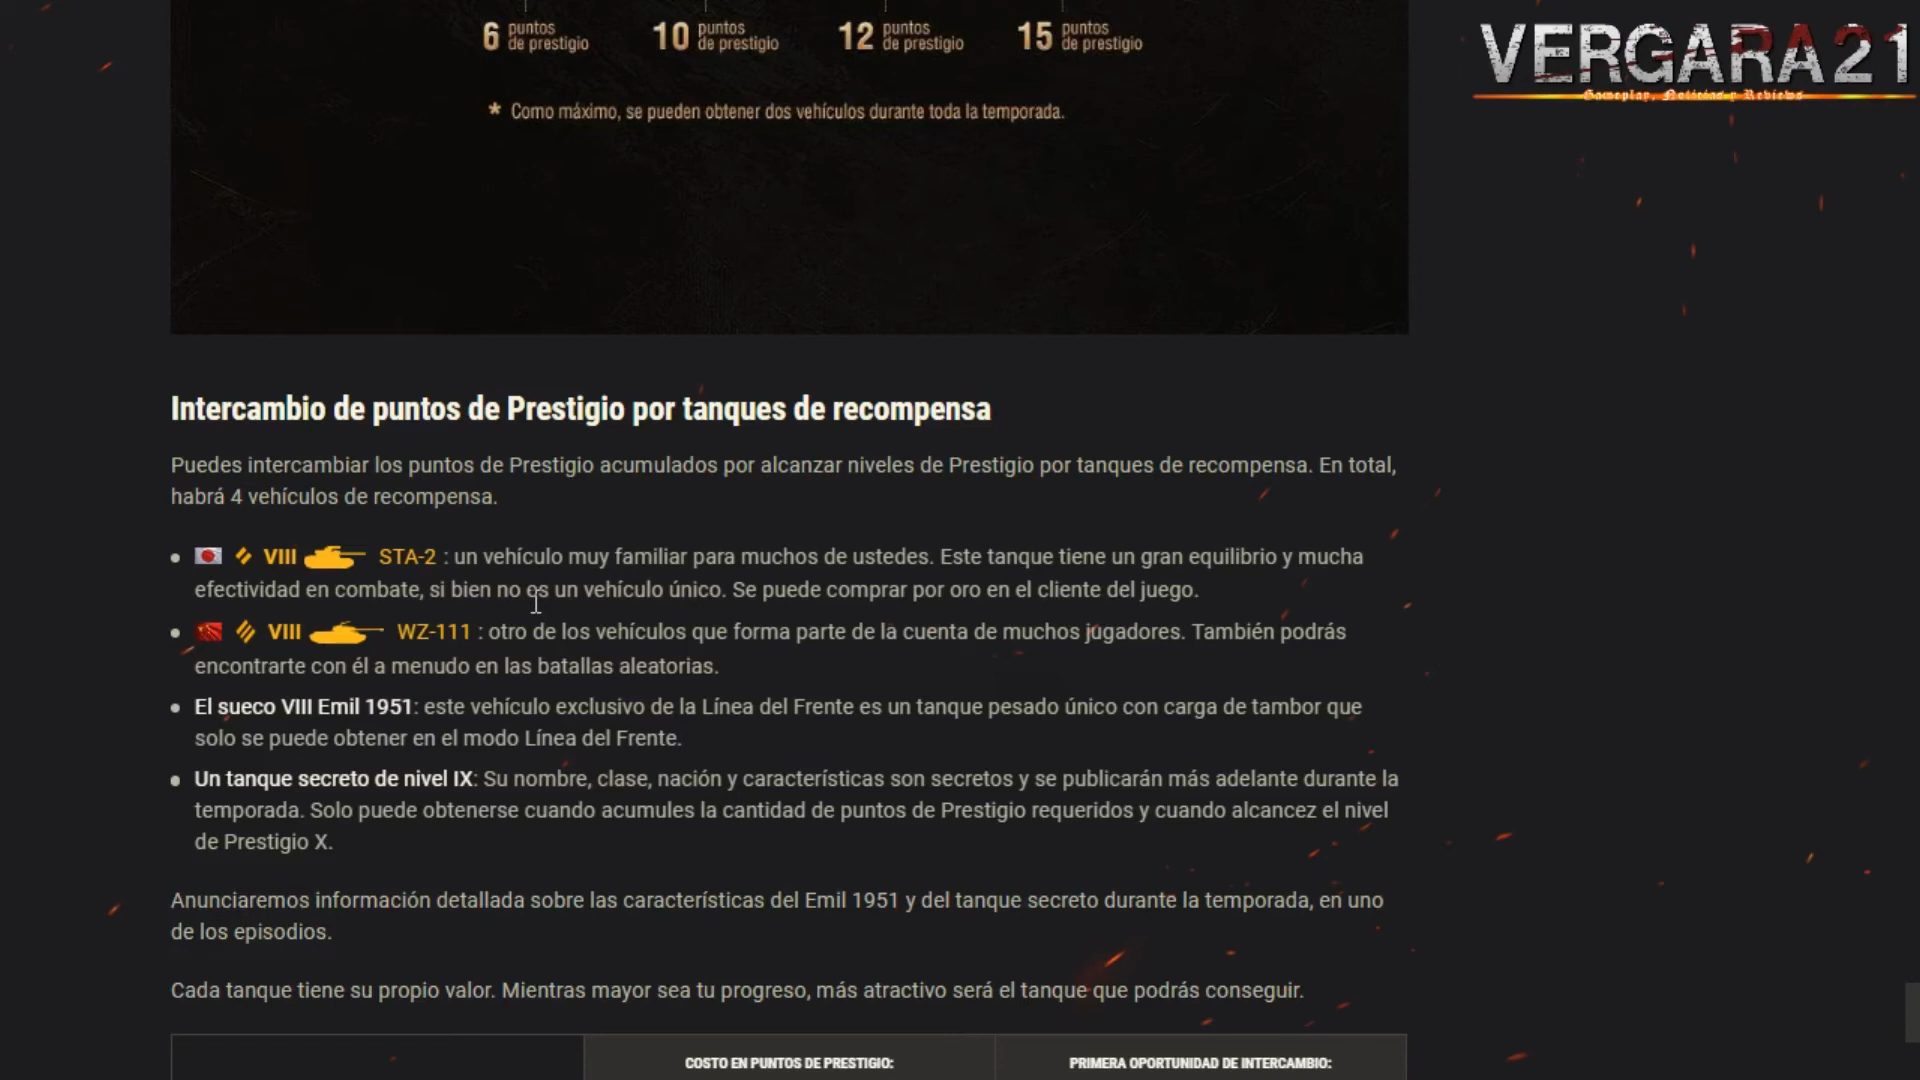 6 puntos de prestigio 10 puntos de prestigio 12 puntos de prestigio 15 puntos de prestigio
* Como máximo, se pueden obtener dos vehículos durante toda la temporada.
VERGARA21
Gameplay, Noticias y Reviews
Intercambio de puntos de Prestigio por tanques de recompensa
Puedes intercambiar los puntos de Prestigio acumulados por alcanzar niveles de Prestigio por tanques de recompensa. En total,
habrá 4 vehículos de recompensa.
VIII STA-2 : un vehículo muy familiar para muchos de ustedes. Este tanque tiene un gran equilibrio y mucha
efectividad en combate, si bien no es un vehículo único. Se puede comprar por oro en el cliente del juego.
VIII WZ-111 : otro de los vehículos que forma parte de la cuenta de muchos jugadores. También podrás
encontrarte con él a menudo en las batallas aleatorias.
El sueco VIII Emil 1951: este vehículo exclusivo de la Línea del Frente es un tanque pesado único con carga de tambor que
solo se puede obtener en el modo Línea del Frente.
Un tanque secreto de nivel IX: Su nombre, clase, nación y características son secretos y se publicarán más adelante durante la
temporada. Solo puede obtenerse cuando acumules la cantidad de puntos de Prestigio requeridos y cuando alcancez el nivel
de Prestigio X.
Anunciaremos información detallada sobre las características del Emil 1951 y del tanque secreto durante la temporada, en uno
de los episodios.
Cada tanque tiene su propio valor. Mientras mayor sea tu progreso, más atractivo será el tanque que podrás conseguir.
COSTO EN PUNTOS DE PRESTIGIO: PRIMERA OPORTUNIDAD DE INTERCAMBIO: